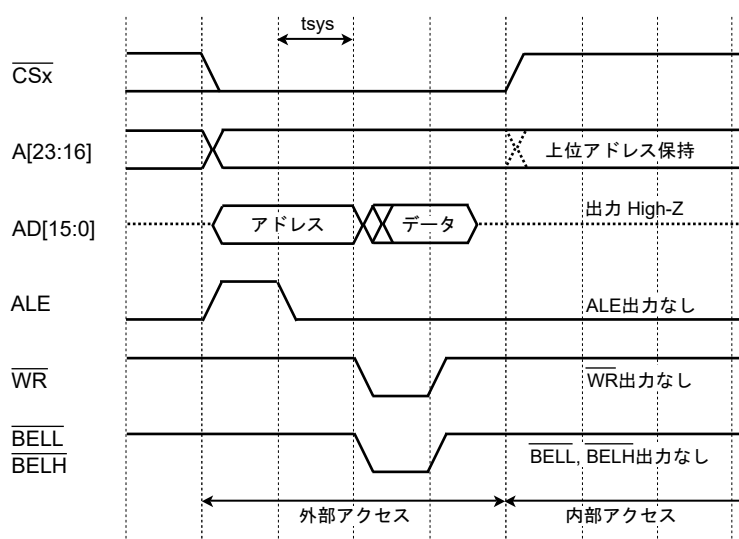 tsys
CSx
A[23:16]
上位アドレス保持
AD[15:0]
アドレス
データ
出力 High-Z
ALE
ALE出力なし
WR
WR出力なし
BELL
BELH
BELL, BELH出力なし
外部アクセス
内部アクセス